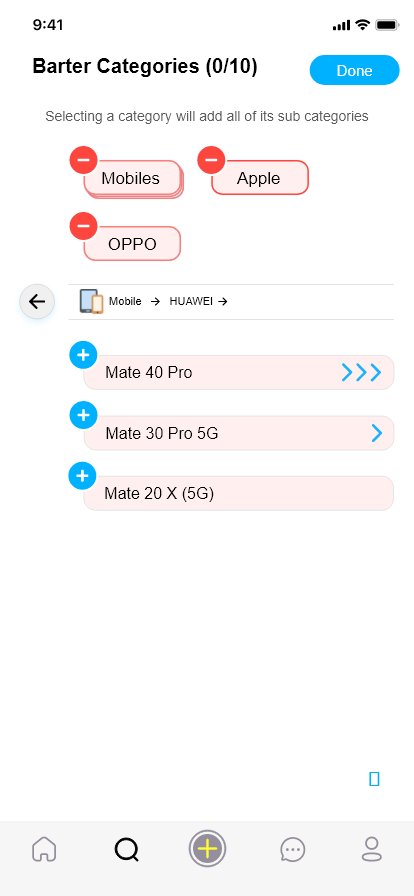 9:41
Barter Categories (0/10)
Done
Selecting a category will add all of its sub categories
Mobiles
Apple
OPPO
Mobile → HUAWEI →
Mate 40 Pro
Mate 30 Pro 5G
Mate 20 X (5G)